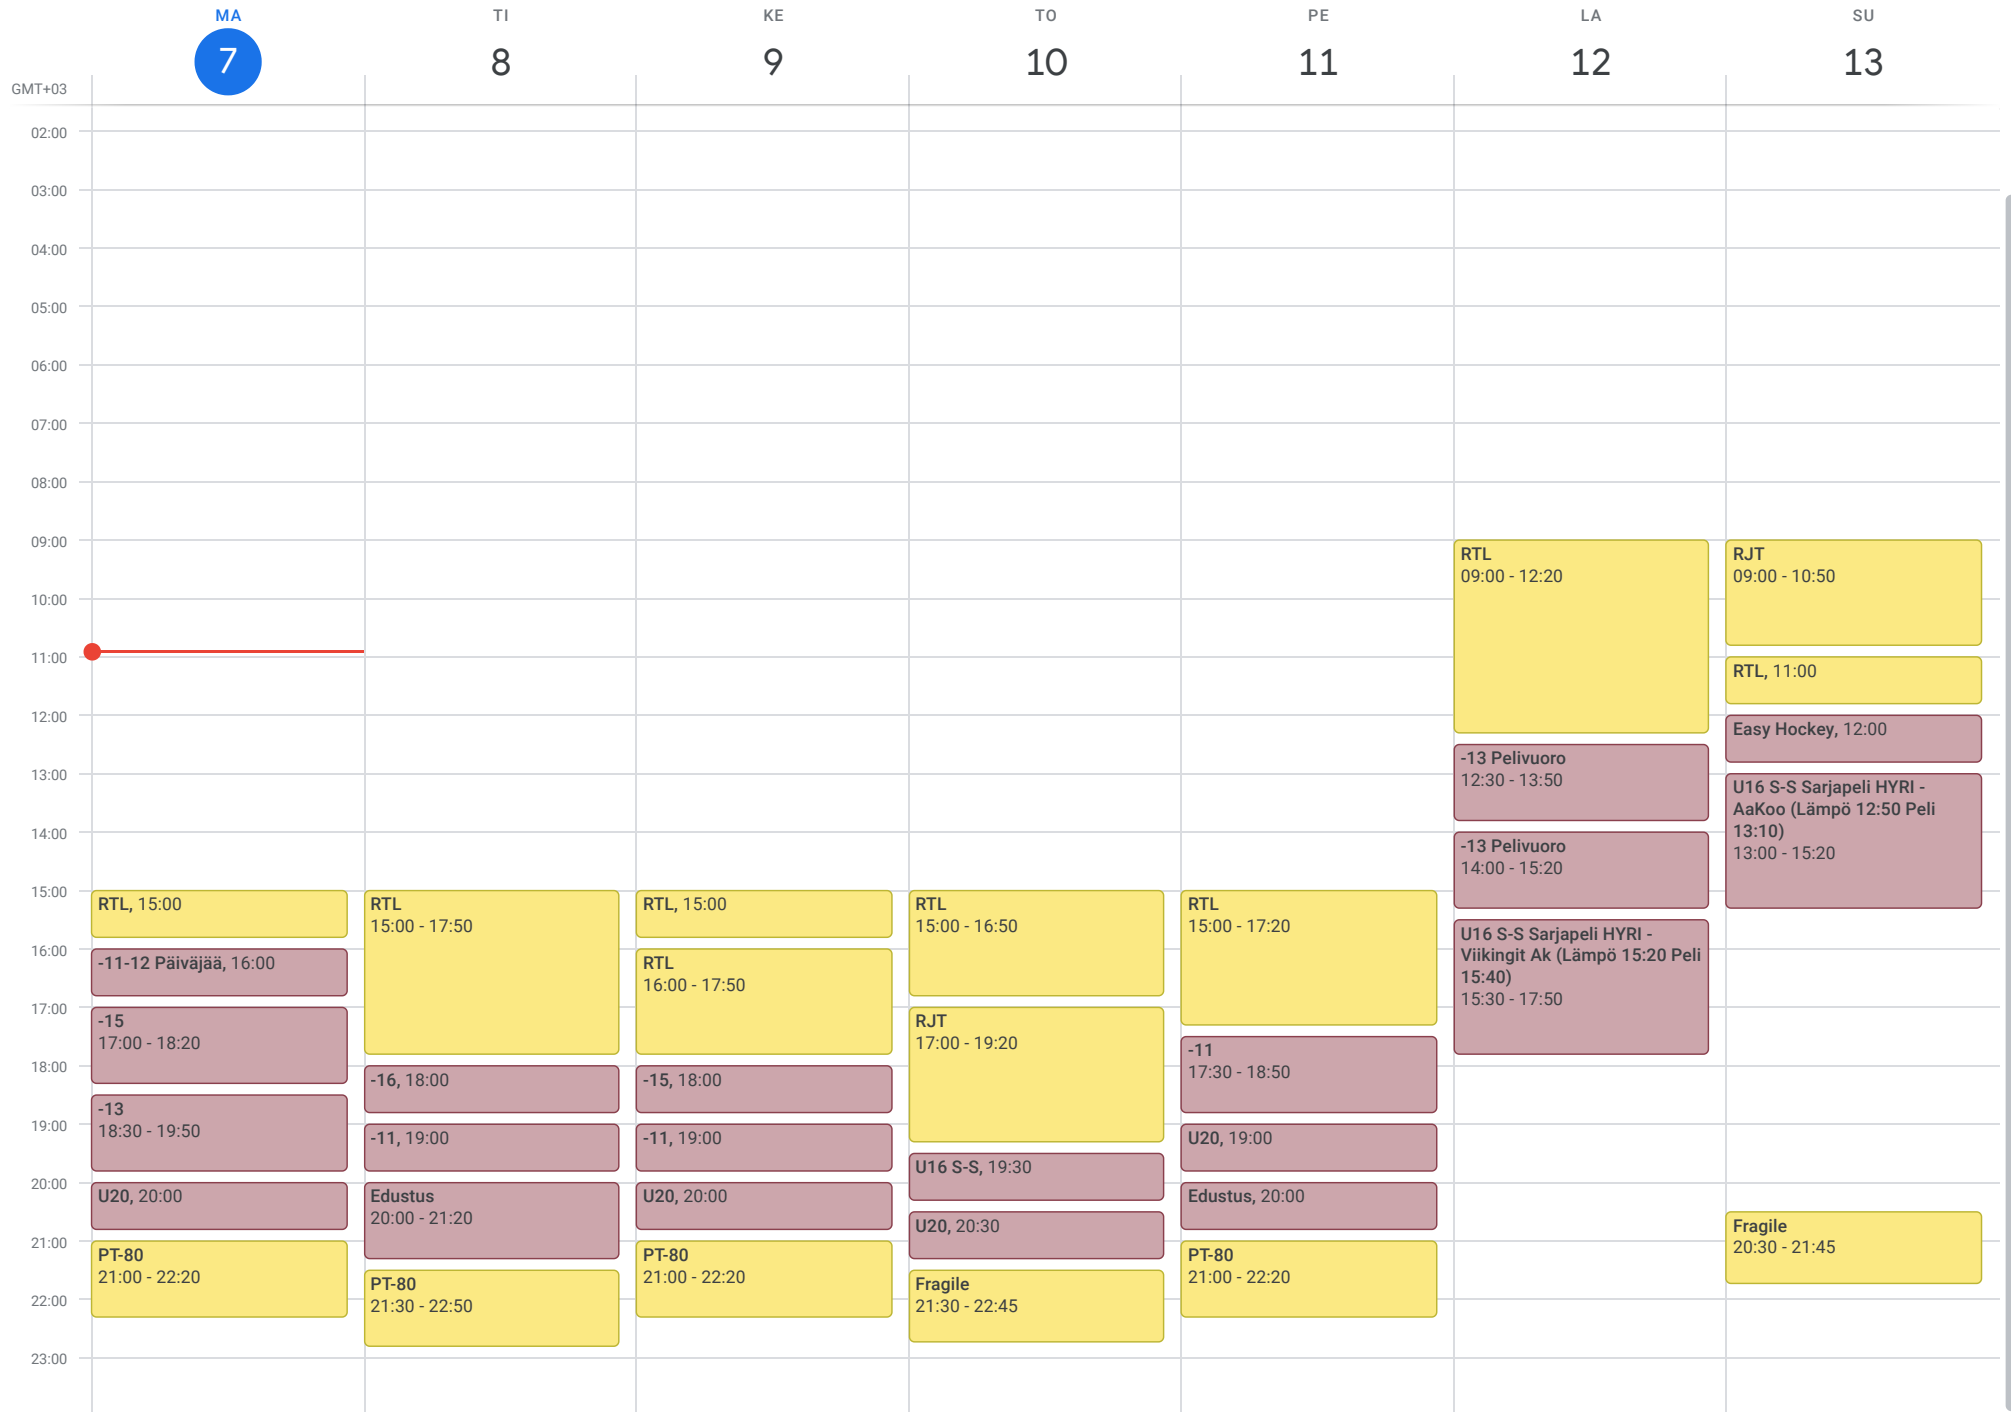 MA
TI
KE
TO
PE
LA
SU
7
8
9
10
11
12
13
GMT+03
02:00
03:00
04:00
05:00
06:00
07:00
08:00
09:00
10:00
11:00
12:00
13:00
14:00
15:00
16:00
17:00
18:00
19:00
20:00
21:00
22:00
23:00
RTL, 15:00
-11-12 Päiväjää, 16:00
-15
17:00 - 18:20
-13
18:30 - 19:50
U20, 20:00
PT-80
21:00 - 22:20
RTL
15:00 - 17:50
-16, 18:00
-11, 19:00
Edustus
20:00 - 21:20
PT-80
21:30 - 22:50
RTL, 15:00
RTL
16:00 - 17:50
-15, 18:00
-11, 19:00
U20, 20:00
PT-80
21:00 - 22:20
RTL
15:00 - 16:50
RJT
17:00 - 19:20
U16 S-S, 19:30
U20, 20:30
Fragile
21:30 - 22:45
RTL
15:00 - 17:20
-11
17:30 - 18:50
U20, 19:00
Edustus, 20:00
PT-80
21:00 - 22:20
RTL
09:00 - 12:20
-13 Pelivuoro
12:30 - 13:50
-13 Pelivuoro
14:00 - 15:20
U16 S-S Sarjapeli HYRI -
Viikingit Ak (Lämpö 15:20 Peli
15:40)
15:30 - 17:50
RJT
09:00 - 10:50
RTL, 11:00
Easy Hockey, 12:00
U16 S-S Sarjapeli HYRI -
AaKoo (Lämpö 12:50 Peli
13:10)
13:00 - 15:20
Fragile
20:30 - 21:45